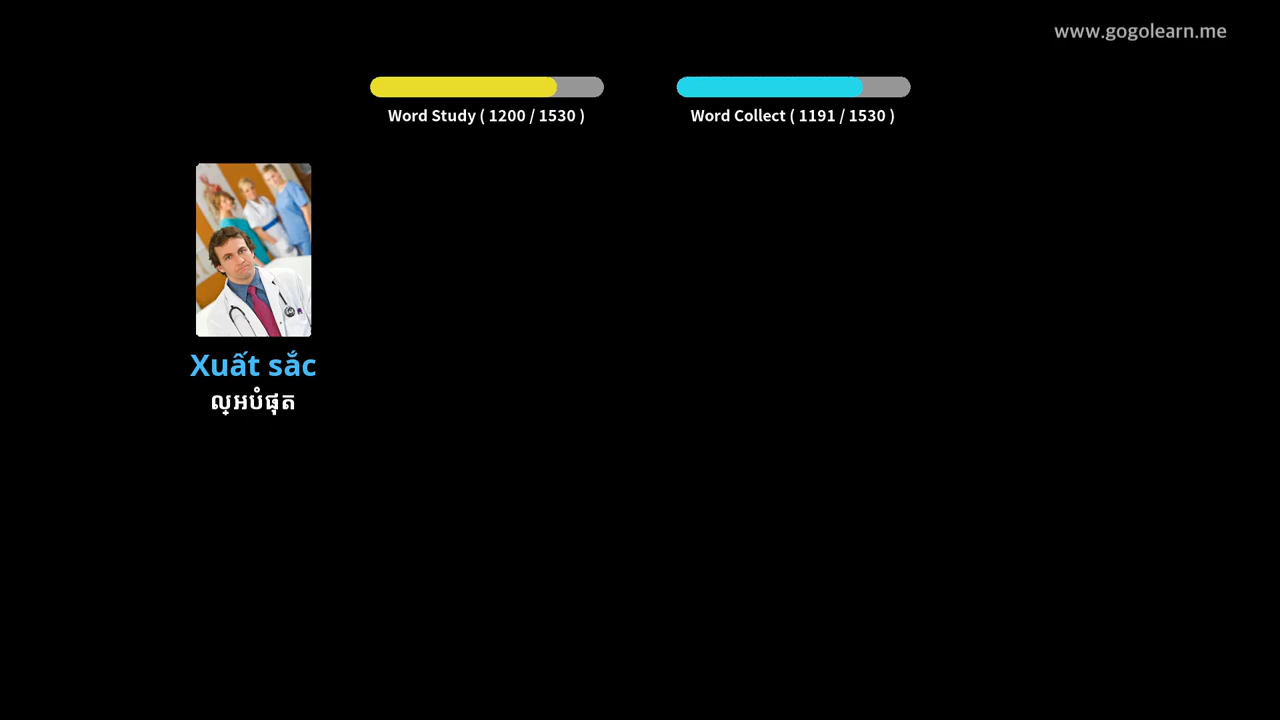 www.gogolearn.me
Word Study ( 1200 / 1530 )
Word Collect ( 1191 / 1530 )
Xuất sắc
ល្អបំផុត